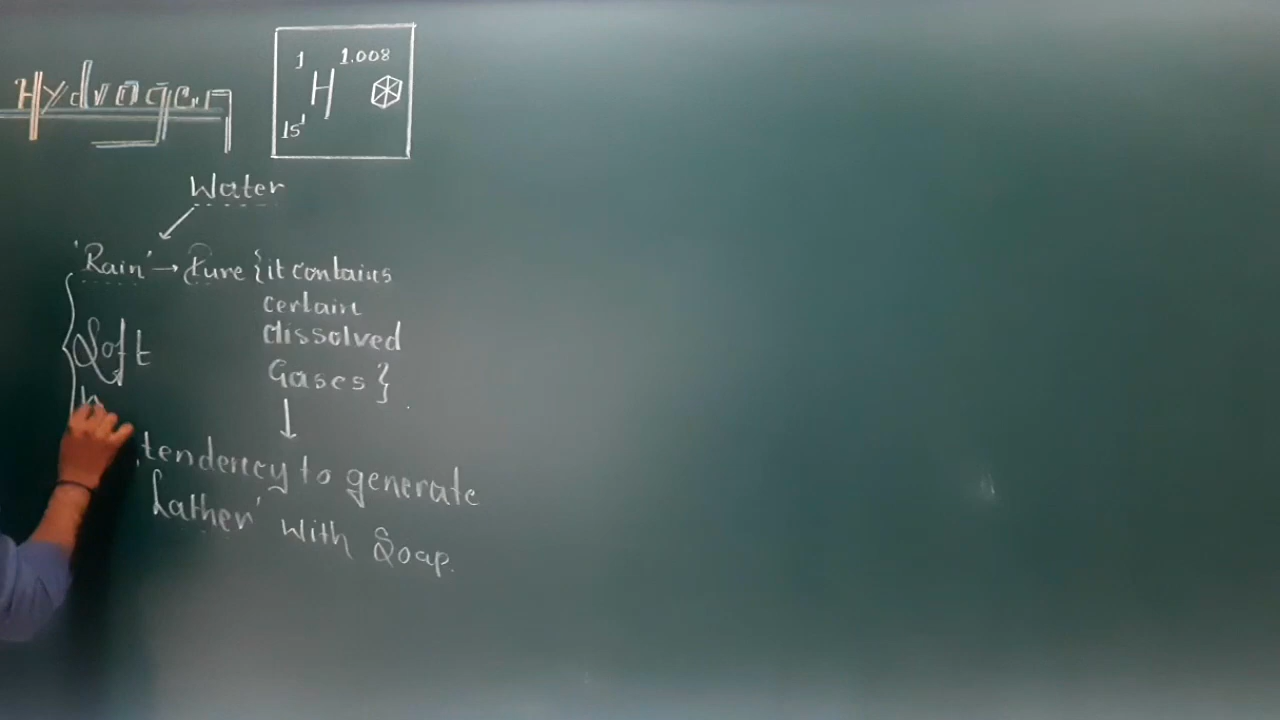 Hydrogen
1 1.008
H
1s¹
Water
'Rain' → Pure {it contains
certain
Soft dissolved
Gases}
tendency to generate
Lather' with Soap.